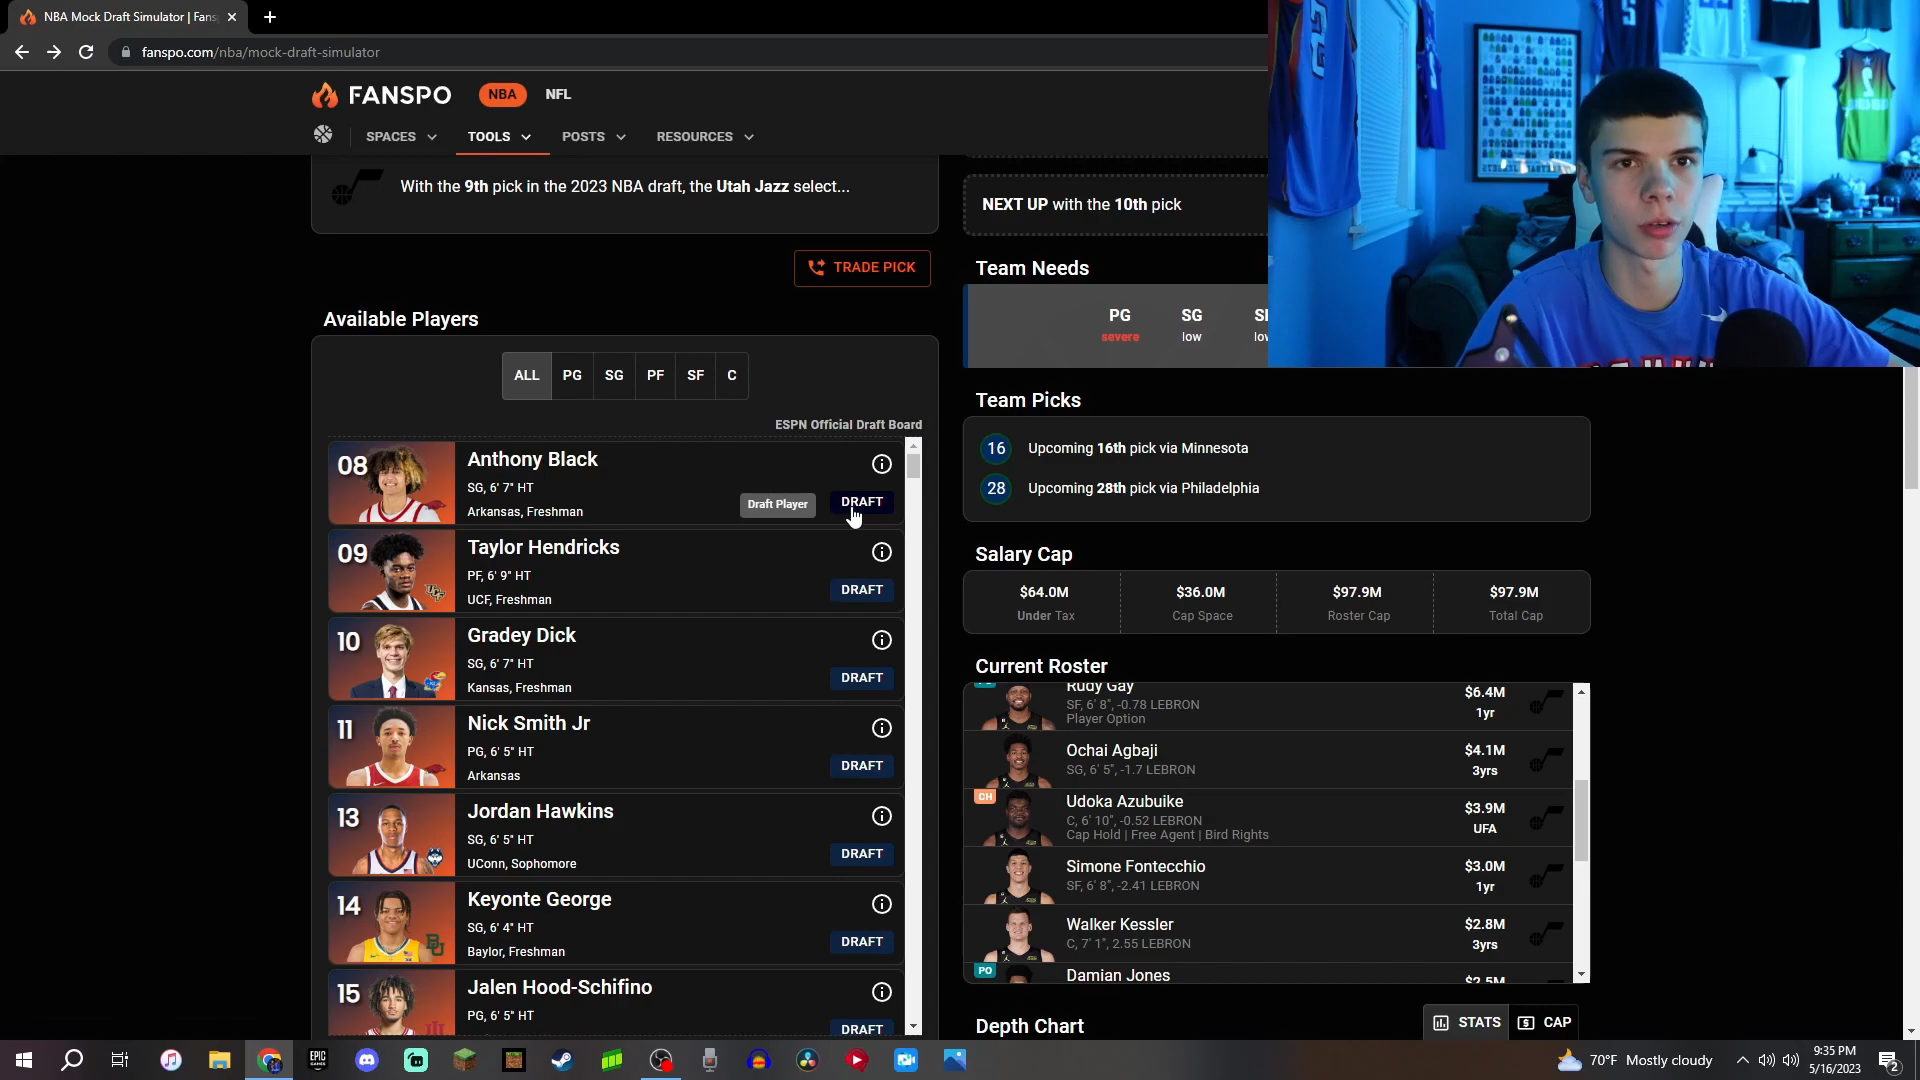 NBA Mock Draft Simulator | Fans
fanspo.com/nba/mock-draft-simulator
FANSPO
NBA
NFL
SPACES
TOOLS
POSTS
RESOURCES
With the 9th pick in the 2023 NBA draft, the Utah Jazz select...
NEXT UP with the 10th pick
TRADE PICK
Team Needs
PG
SG
severe
low
low
Available Players
ALL
PG
SG
PF
SF
C
ESPN Official Draft Board
08
Anthony Black
SG, 6' 7" HT
Arkansas, Freshman
Draft Player
DRAFT
09
Taylor Hendricks
PF, 6' 9" HT
UCF, Freshman
DRAFT
10
Gradey Dick
SG, 6' 7" HT
Kansas, Freshman
DRAFT
11
Nick Smith Jr
PG, 6' 5" HT
Arkansas
DRAFT
13
Jordan Hawkins
SG, 6' 5" HT
UConn, Sophomore
DRAFT
14
Keyonte George
SG, 6' 4" HT
Baylor, Freshman
DRAFT
15
Jalen Hood-Schifino
PG, 6' 5" HT
DRAFT
Team Picks
16
Upcoming 16th pick via Minnesota
28
Upcoming 28th pick via Philadelphia
Salary Cap
$64.0M
$36.0M
$97.9M
$97.9M
Under Tax
Cap Space
Roster Cap
Total Cap
Current Roster
Rudy Gay
SF, 6' 8", -0.78 LEBRON
Player Option
$6.4M
1yr
Ochai Agbaji
SG, 6' 5", -1.7 LEBRON
$4.1M
3yrs
CH
Udoka Azubuike
C, 6' 10", -0.52 LEBRON
Cap Hold | Free Agent | Bird Rights
$3.9M
UFA
Simone Fontecchio
SF, 6' 8", -2.41 LEBRON
$3.0M
1yr
Walker Kessler
C, 7' 1", 2.55 LEBRON
$2.8M
3yrs
PO
Damian Jones
$2.5M
Depth Chart
STATS
CAP
EPIC
GAMES
70°F Mostly cloudy
9:35 PM
5/16/2023
2